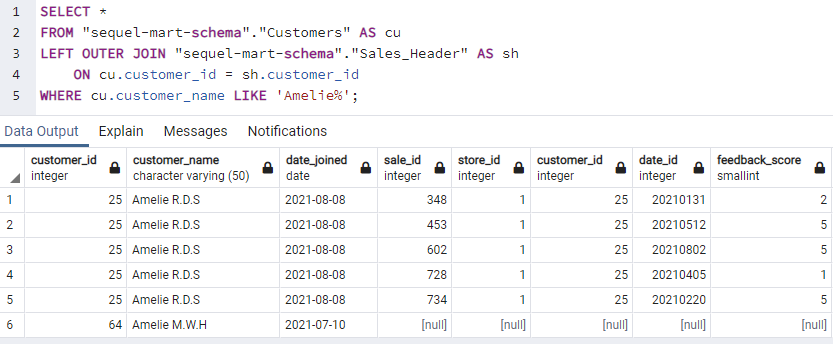 1 SELECT *
2 FROM "sequel-mart-schema"."Customers" AS cu
3 LEFT OUTER JOIN "sequel-mart-schema"."Sales_Header" AS sh
4 ON cu.customer_id = sh.customer_id
5 WHERE cu.customer_name LIKE 'Amelie%';
Data Output Explain Messages Notifications
customer_id customer_name date_joined sale_id store_id customer_id date_id feedback_score
integer character varying (50) date integer integer integer integer smallint
1 25 Amelie R.D.S 2021-08-08 348 1 25 20210131 2
2 25 Amelie R.D.S 2021-08-08 453 1 25 20210512 5
3 25 Amelie R.D.S 2021-08-08 602 1 25 20210802 5
4 25 Amelie R.D.S 2021-08-08 728 1 25 20210405 1
5 25 Amelie R.D.S 2021-08-08 734 1 25 20210220 5
6 64 Amelie M.W.H 2021-07-10 [null] [null] [null] [null] [null]